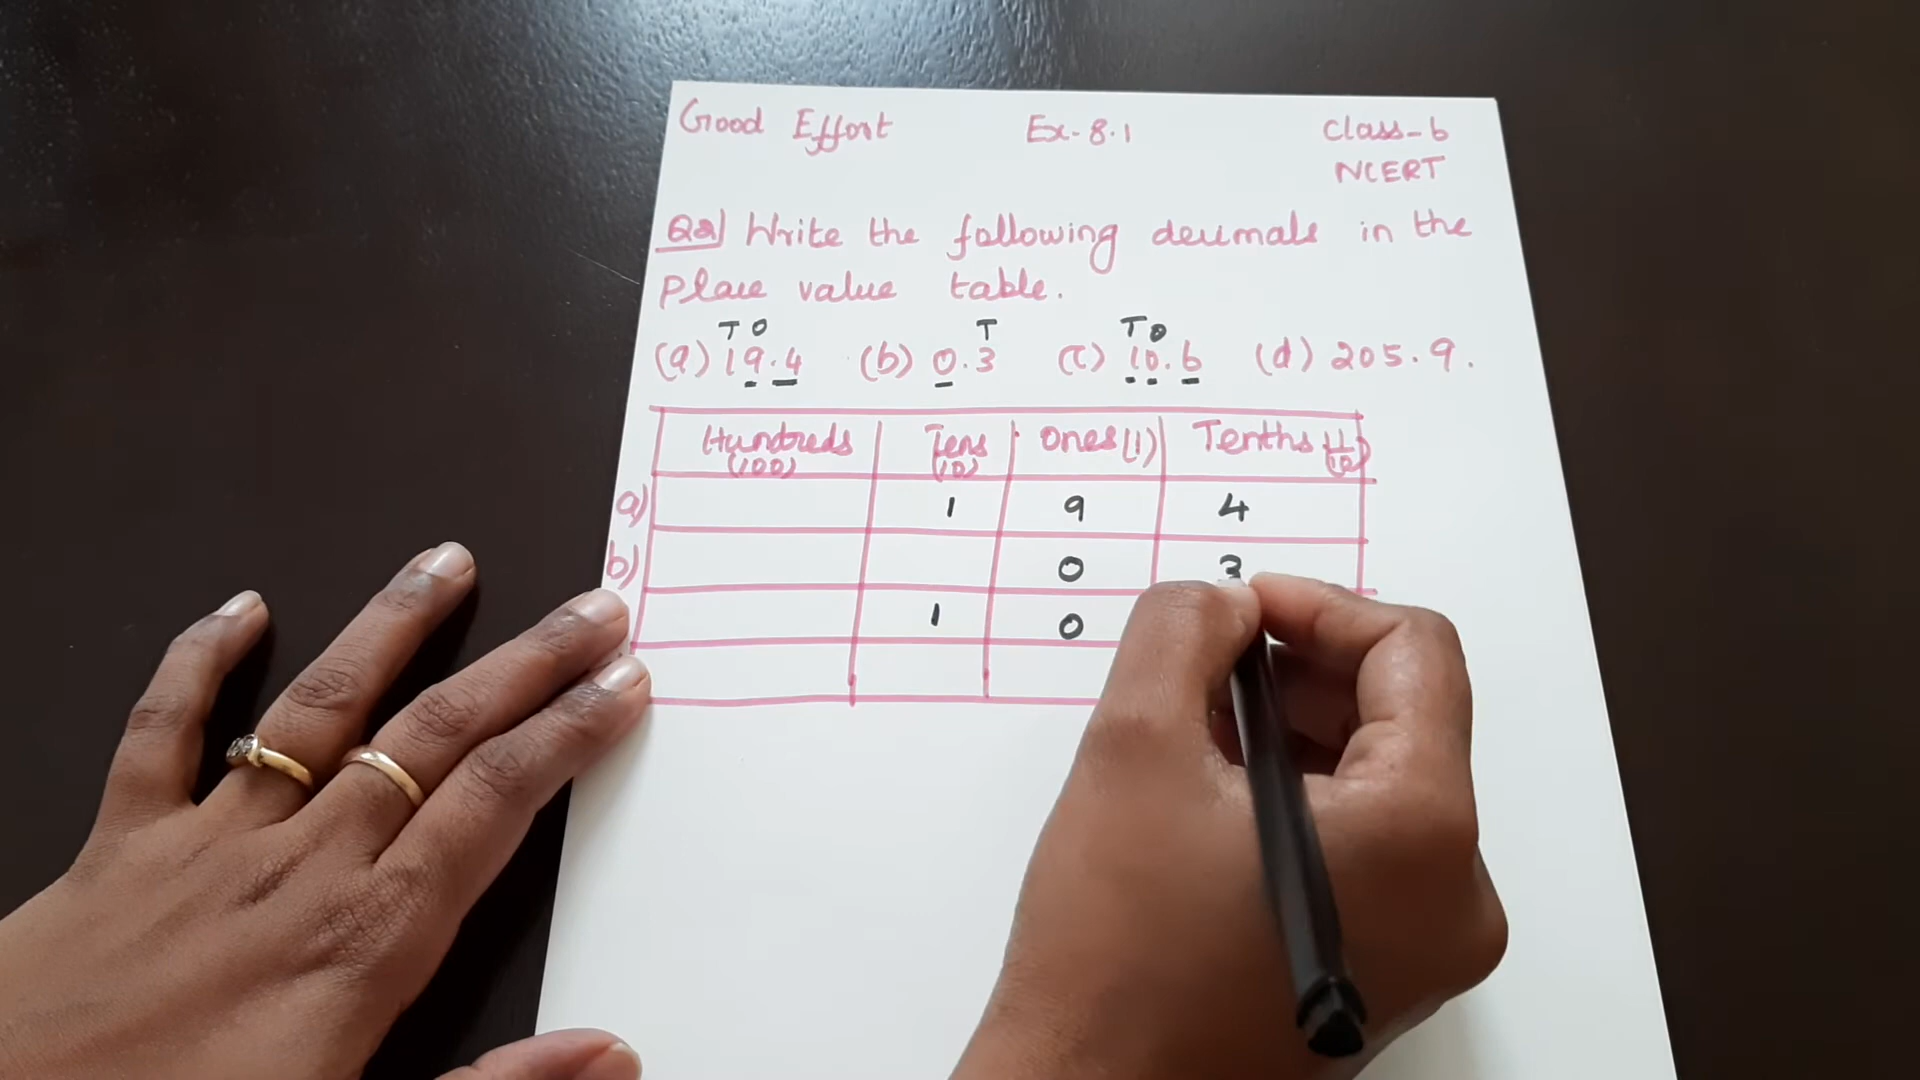 Good Effort Ex-8.1 Class-6
NCERT
Q2) Write the following decimals in the
Place value table.
T O T T O
(a) 19.4 (b) 0.3 (c) 10.6 (d) 205.9.
Hundreds Tens Ones (1) Tenths (1/10)
(100) (10)
a) 1 9 4
b) 0 3
1 0